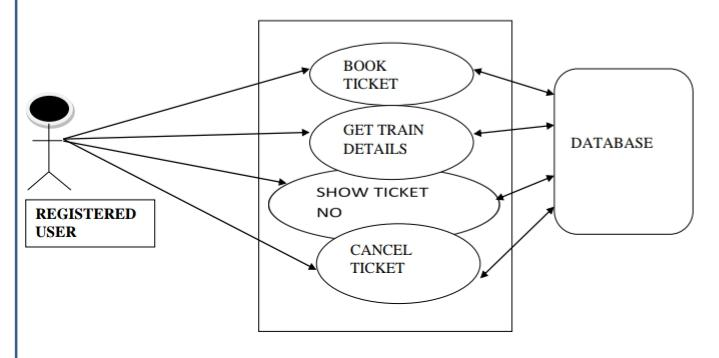 BOOK
TICKET
GET TRAIN
DETAILS
DATABASE
SHOW TICKET
NO
REGISTERED
USER
CANCEL
TICKET